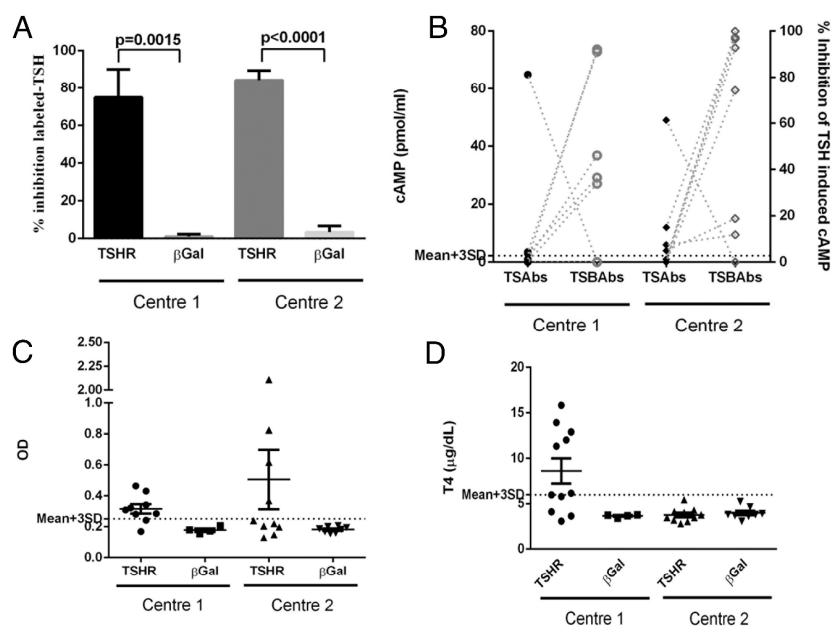 A
p=0.0015
p<0.0001
% inhibition labeled-TSH
100
80
60
40
20
0
TSHR βGal TSHR βGal
Centre 1 Centre 2
B
cAMP (pmol/ml)
80
60
40
20
0
Mean+3SD
100
80
60
40
20
0
% Inhibition of TSH
induced cAMP
TSAbs TSBAbs TSAbs TSBAbs
Centre 1 Centre 2
C
OD
2.50
2.25
2.00
1.0
0.8
0.6
0.4
Mean+3SD
0.2
0.0
TSHR βGal TSHR βGal
Centre 1 Centre 2
D
T4 (µg/dL)
20
15
10
Mean+3SD
5
0
TSHR βGal TSHR βGal
Centre 1 Centre 2